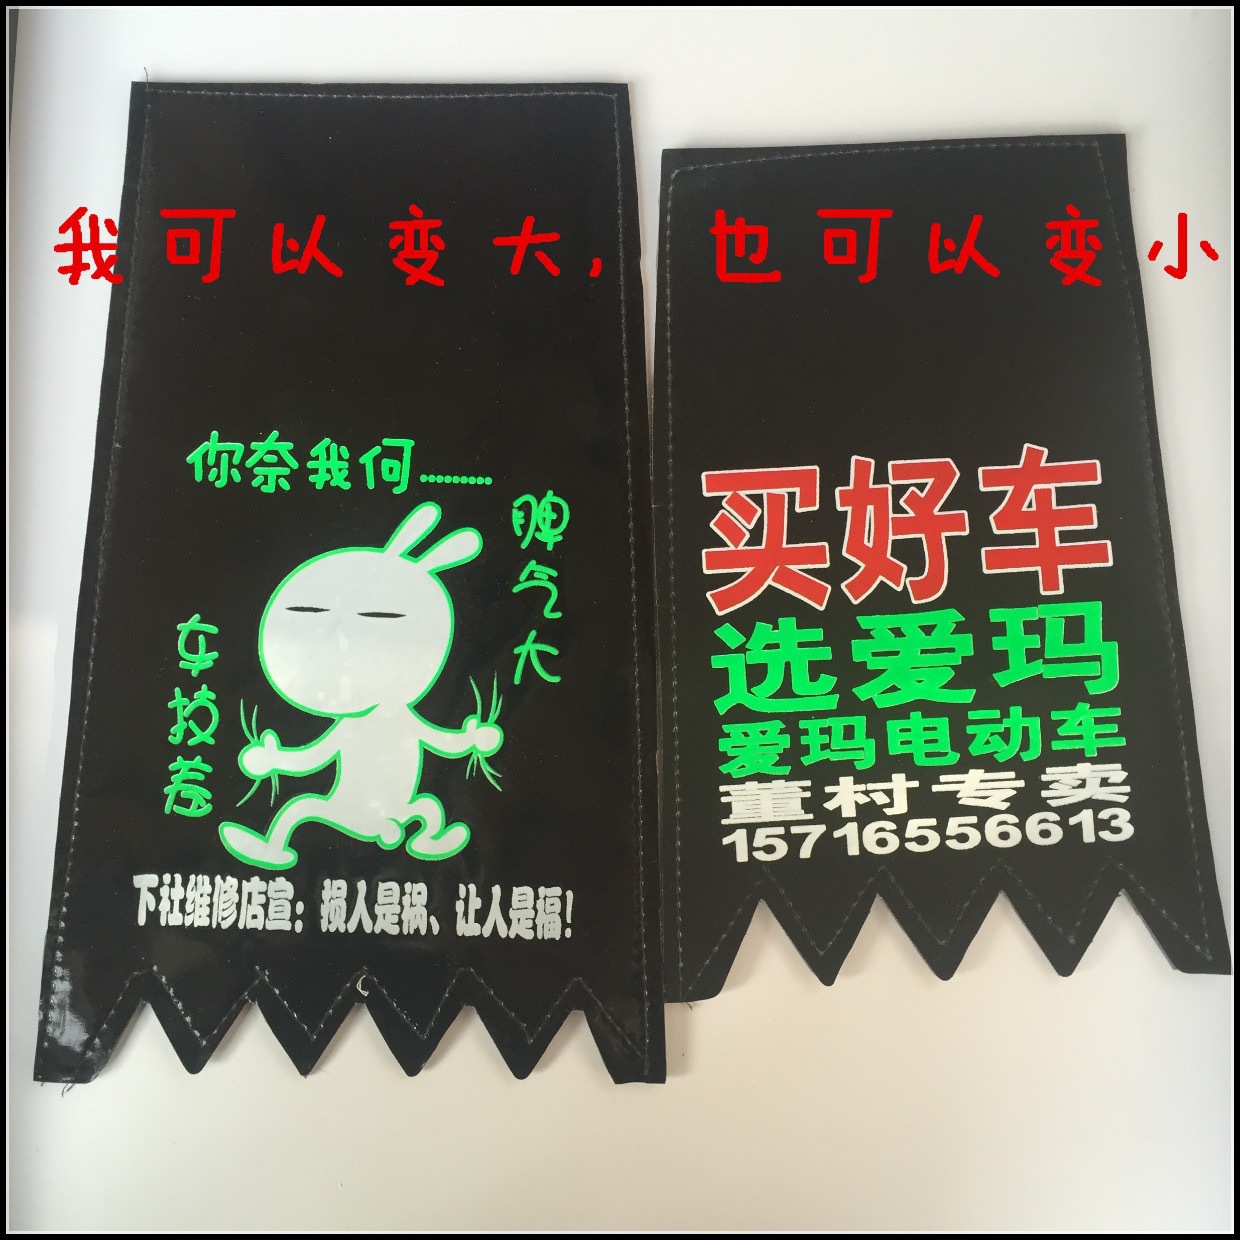 我可以变大,也可以变小
你奈我何.........
脾气大
车技差
下社维修店宣:损人是祸、让人是福!
买好车
选爱玛
爱玛电动车
董村专卖
15716556613